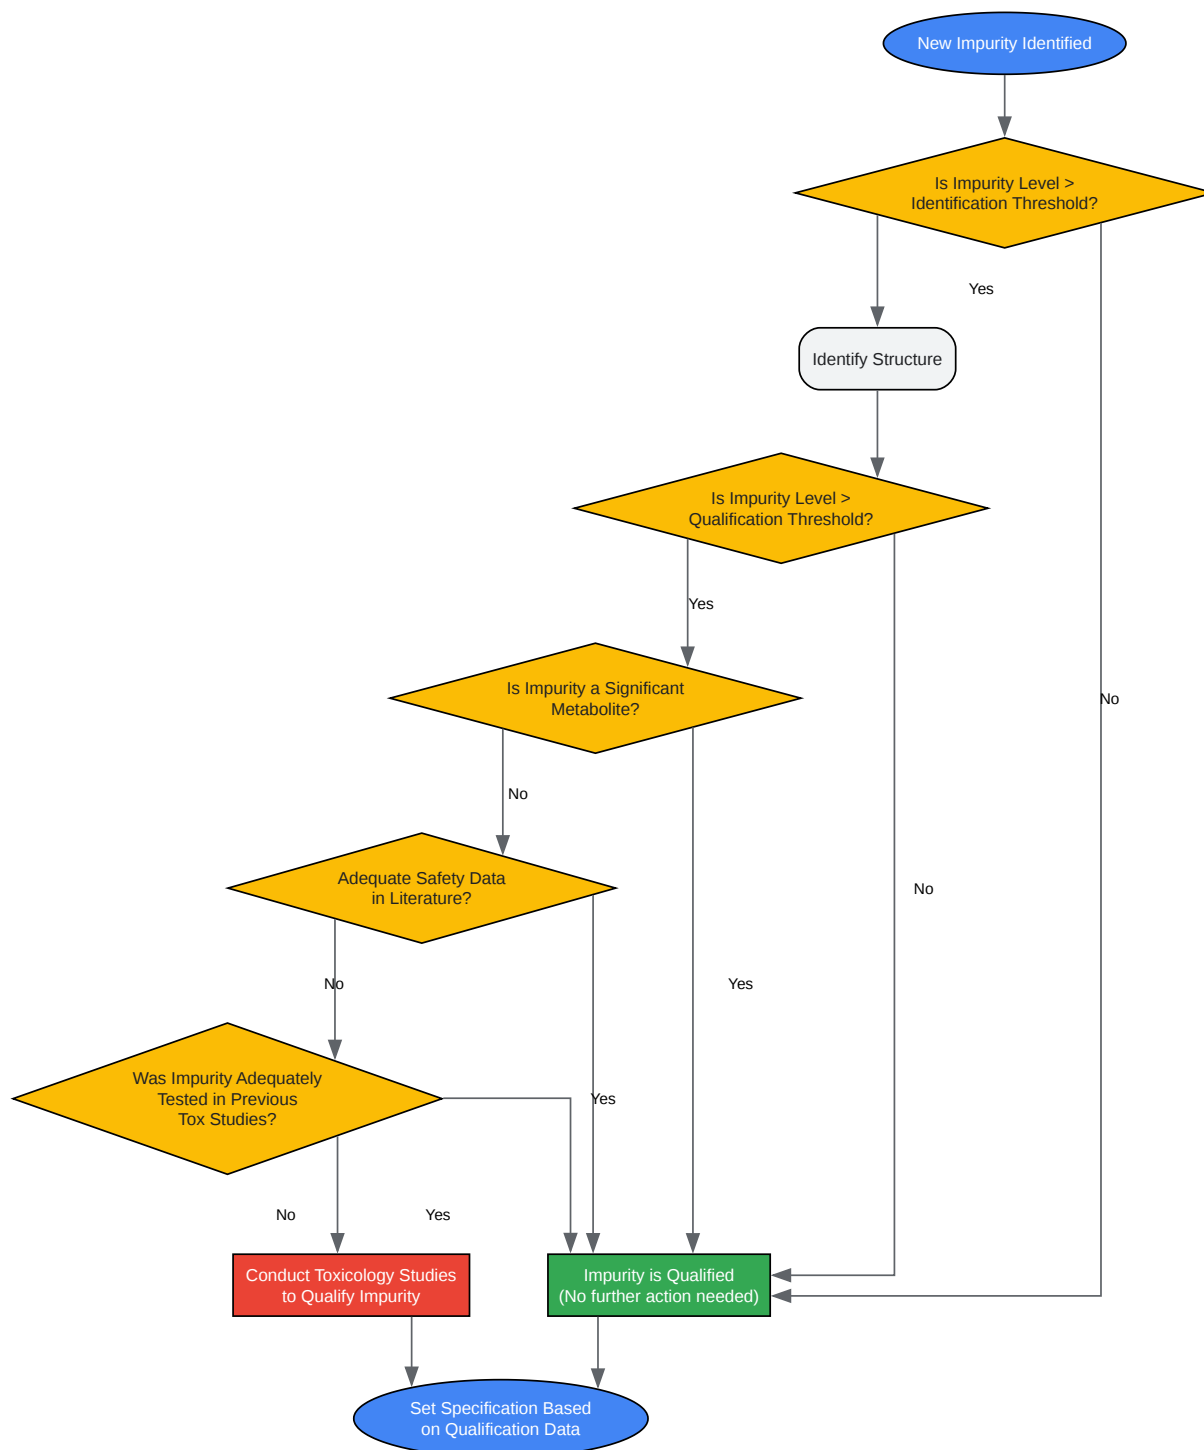 New Impurity Identified
Is Impurity Level >
Identification Threshold?
Yes
Identify Structure
Is Impurity Level >
Qualification Threshold?
Yes
Is Impurity a Significant
Metabolite?
No
No
Adequate Safety Data
in Literature?
No
No
Yes
Was Impurity Adequately
Tested in Previous
Tox Studies?
Yes
No
Yes
Conduct Toxicology Studies
to Qualify Impurity
Impurity is Qualified
(No further action needed)
Set Specification Based
on Qualification Data